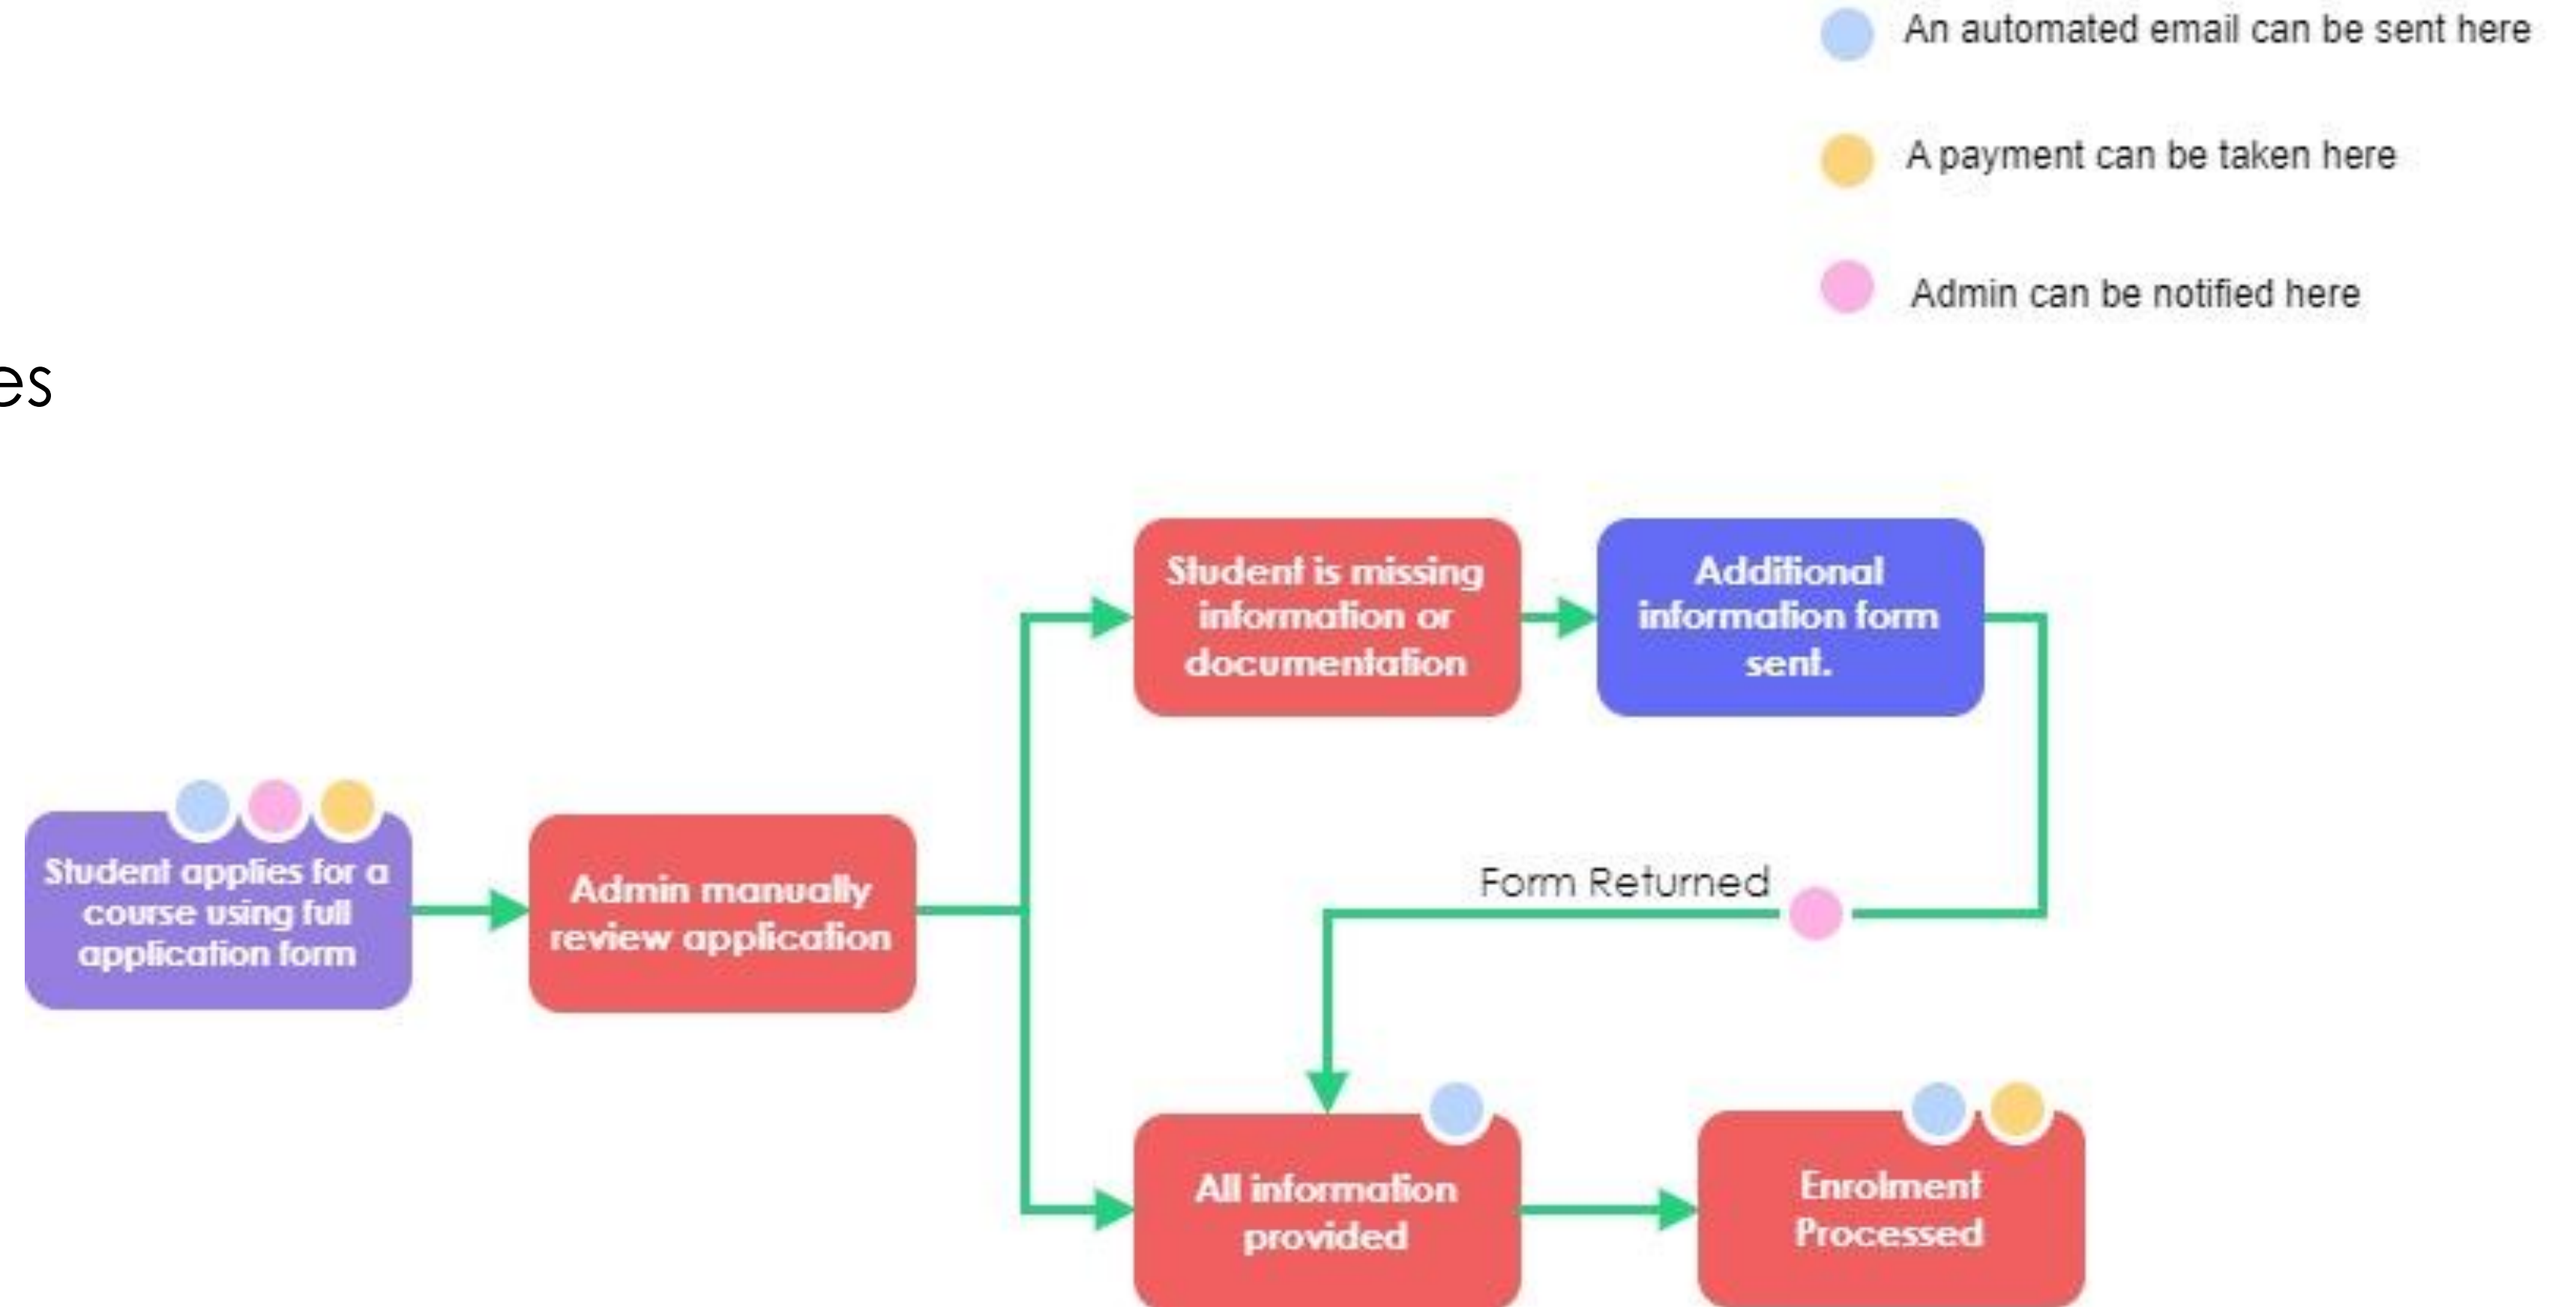 An automated email can be sent here
A payment can be taken here
Admin can be notified here
es
Student is missing
information or
documentation
Additional
information form
sent.
Student applies for a
course using full
application form
Admin manually
review application
Form Returned
All information
provided
Enrolment
Processed